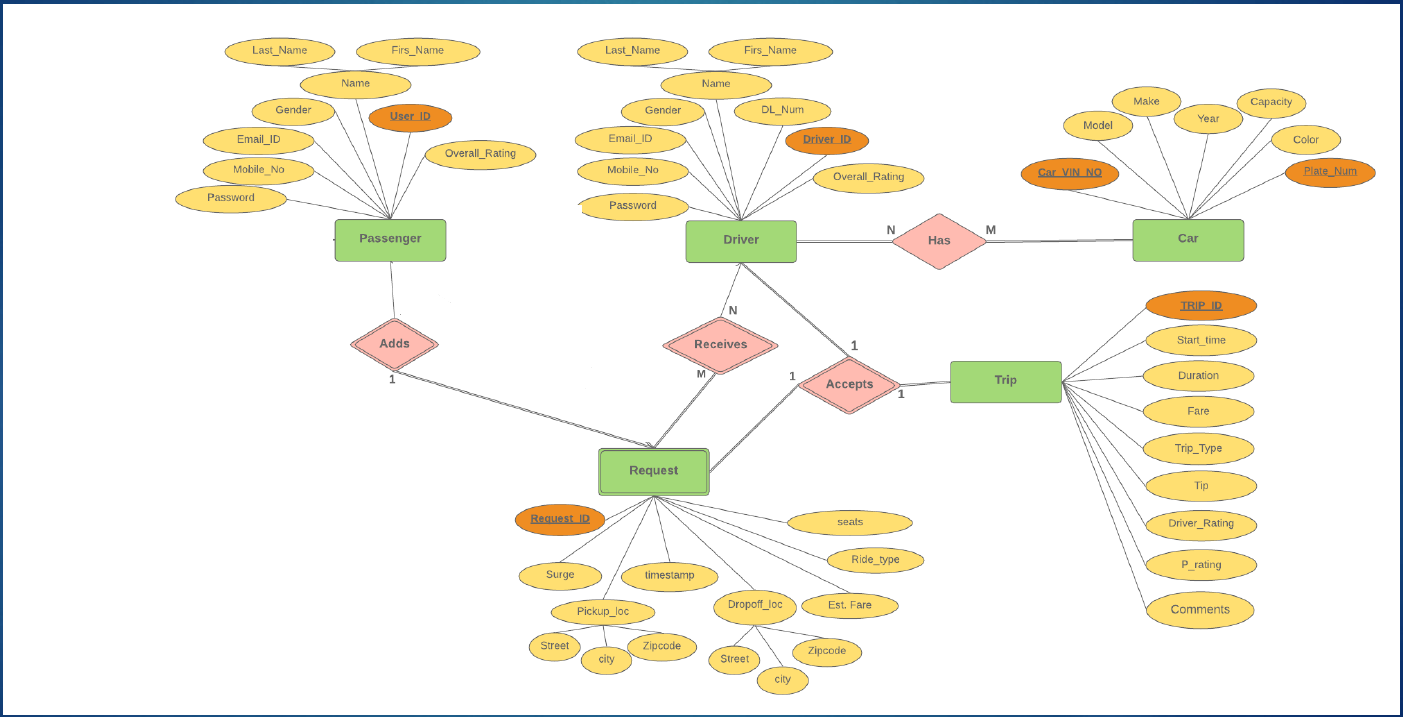 Last_Name
Firs_Name
Name
Gender
User_ID
Email_ID
Overall_Rating
Mobile_No
Password
Passenger
Last_Name
Firs_Name
Name
Gender
DL_Num
Email_ID
Driver_ID
Mobile_No
Overall_Rating
Password
Driver
N
Has
M
Make
Capacity
Model
Year
Color
Car_VIN_NO
Plate_Num
Car
Adds
1
N
Receives
M
1
1
Accepts
1
Trip
TRIP_ID
Start_time
Duration
Fare
Trip_Type
Tip
Driver_Rating
P_rating
Comments
Request
Request_ID
seats
Surge
timestamp
Ride_type
Pickup_loc
Dropoff_loc
Est. Fare
Street
city
Zipcode
Street
city
Zipcode